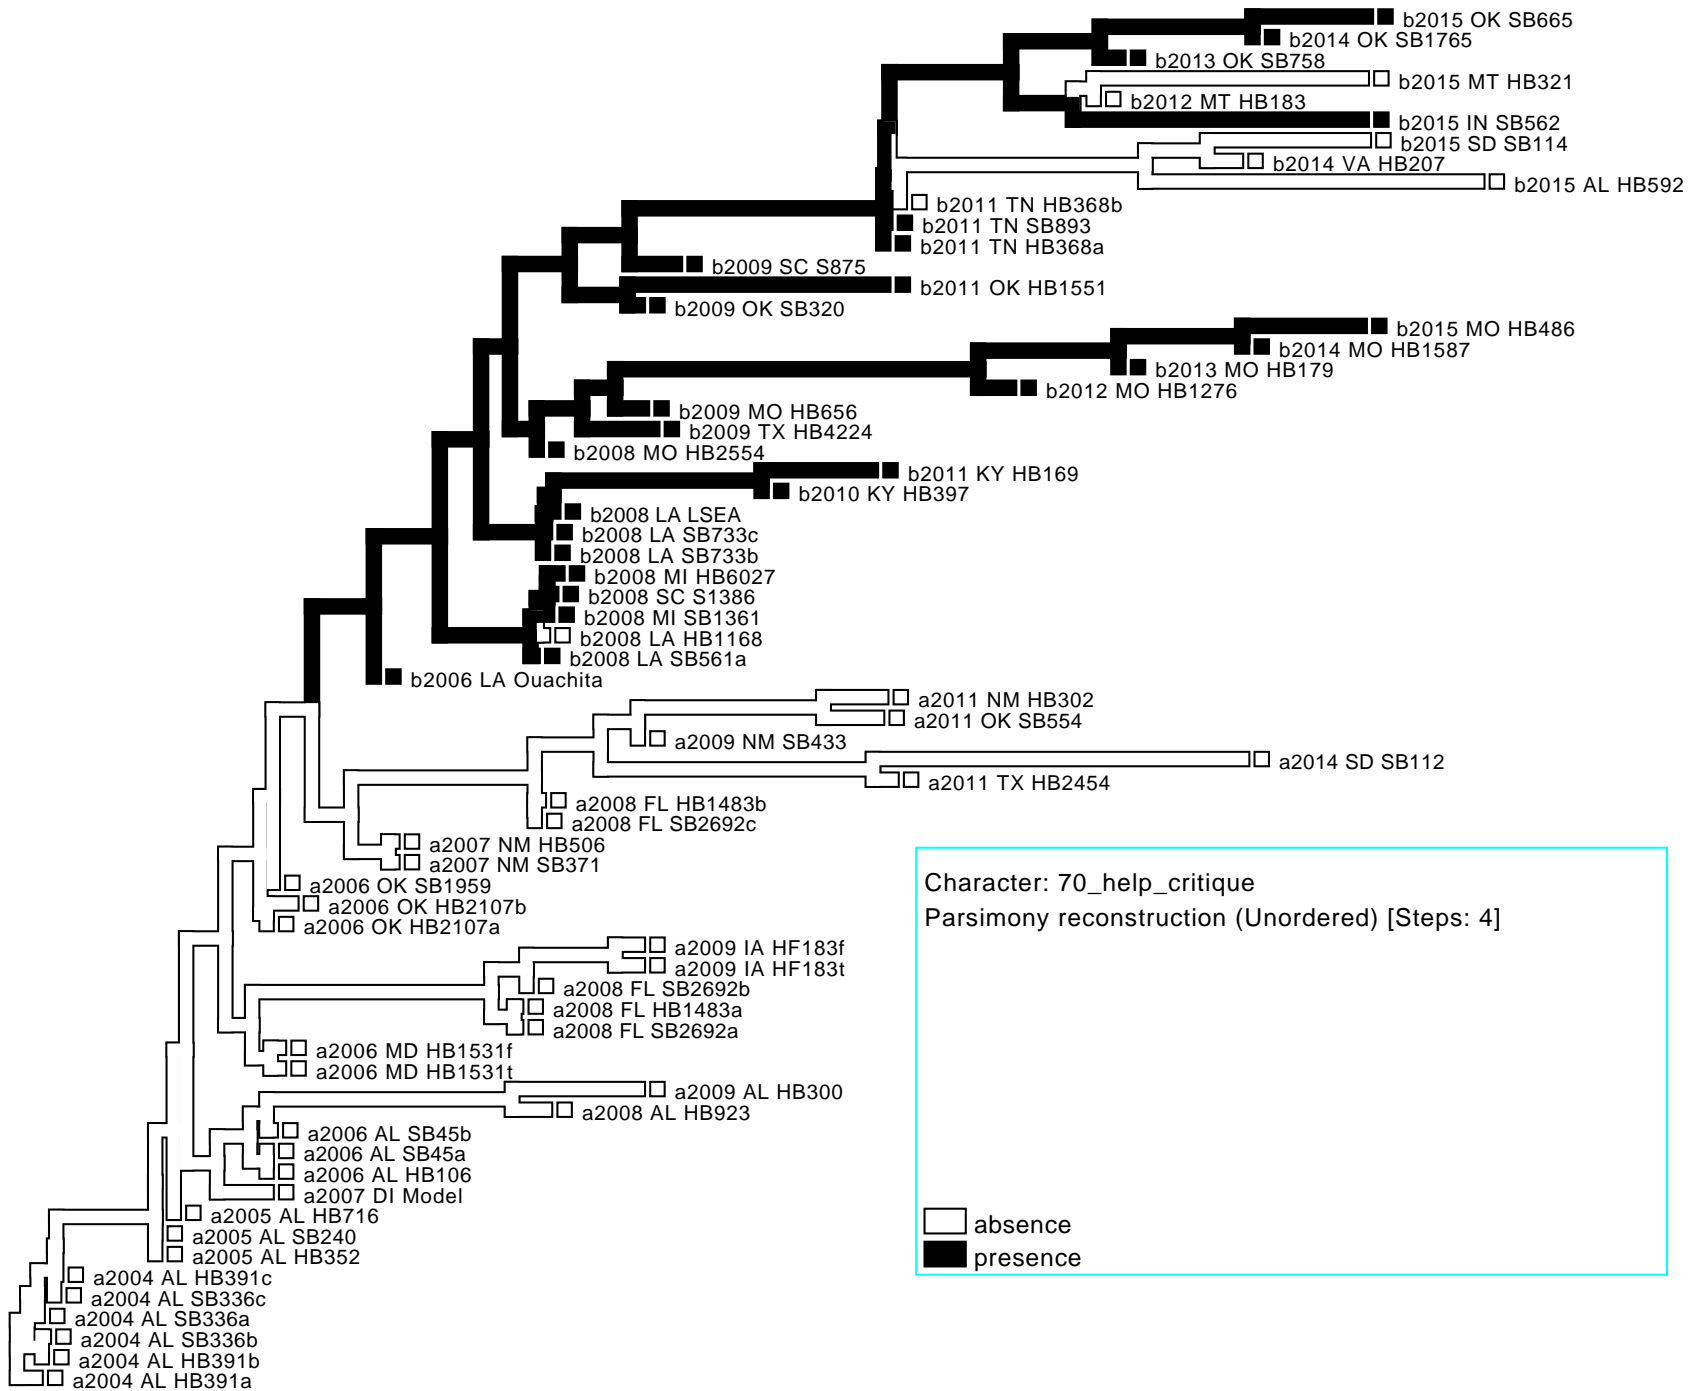 b2015 OK SB665
b2014 OK SB1765
b2013 OK SB758
b2015 MT HB321
b2012 MT HB183
b2015 IN SB562
b2015 SD SB114
b2014 VA HB207
b2015 AL HB592
b2011 TN HB368b
b2011 TN SB893
b2011 TN HB368a
b2009 SC S875
b2011 OK HB1551
b2009 OK SB320
b2015 MO HB486
b2014 MO HB1587
b2013 MO HB179
b2012 MO HB1276
b2009 MO HB656
b2009 TX HB4224
b2008 MO HB2554
b2011 KY HB169
b2010 KY HB397
b2008 LA LSEA
b2008 LA SB733c
b2008 LA SB733b
b2008 MI HB6027
b2008 SC S1386
b2008 MI SB1361
b2008 LA HB1168
b2008 LA SB561a
b2006 LA Ouachita
a2011 NM HB302
a2011 OK SB554
a2009 NM SB433
a2014 SD SB112
a2011 TX HB2454
a2008 FL HB1483b
a2008 FL SB2692c
a2007 NM HB506
a2007 NM SB371
a2006 OK SB1959
a2006 OK HB2107b
a2006 OK HB2107a
a2009 IA HF183f
a2009 IA HF183t
a2008 FL SB2692b
a2008 FL HB1483a
a2008 FL SB2692a
a2006 MD HB1531f
a2006 MD HB1531t
a2009 AL HB300
a2008 AL HB923
a2006 AL SB45b
a2006 AL SB45a
a2006 AL HB106
a2007 DI Model
a2005 AL HB716
a2005 AL SB240
a2005 AL HB352
a2004 AL HB391c
a2004 AL SB336c
a2004 AL SB336a
a2004 AL SB336b
a2004 AL HB391b
a2004 AL HB391a
Character: 70_help_critique
Parsimony reconstruction (Unordered) [Steps: 4]
absence
presence